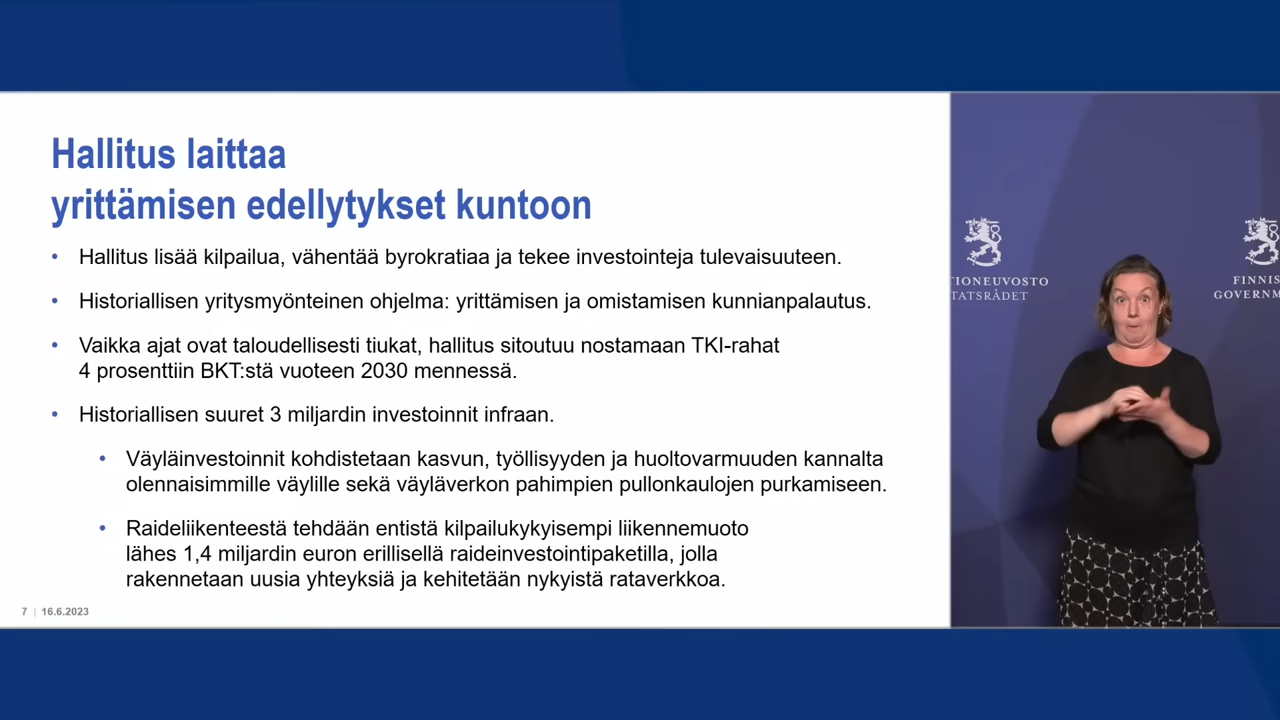 Hallitus laittaa
yrittämisen edellytykset kuntoon
• Hallitus lisää kilpailua, vähentää byrokratiaa ja tekee investointeja tulevaisuuteen.
• Historiallisen yritysmyönteinen ohjelma: yrittämisen ja omistamisen kunnianpalautus.
• Vaikka ajat ovat taloudellisesti tiukat, hallitus sitoutuu nostamaan TKI-rahat
4 prosenttiin BKT:stä vuoteen 2030 mennessä.
• Historiallisen suuret 3 miljardin investoinnit infraan.
• Väyläinvestoinnit kohdistetaan kasvun, työllisyyden ja huoltovarmuuden kannalta
olennaisimmille väylille sekä väyläverkon pahimpien pullonkaulojen purkamiseen.
• Raideliikenteestä tehdään entistä kilpailukykyisempi liikennemuoto
lähes 1,4 miljardin euron erillisellä raideinvestointipaketilla, jolla
rakennetaan uusia yhteyksiä ja kehitetään nykyistä rataverkkoa.
7 | 16.6.2023
TIONEUVOSTO
TATSRÅDET
FINNIS
GOVERNM